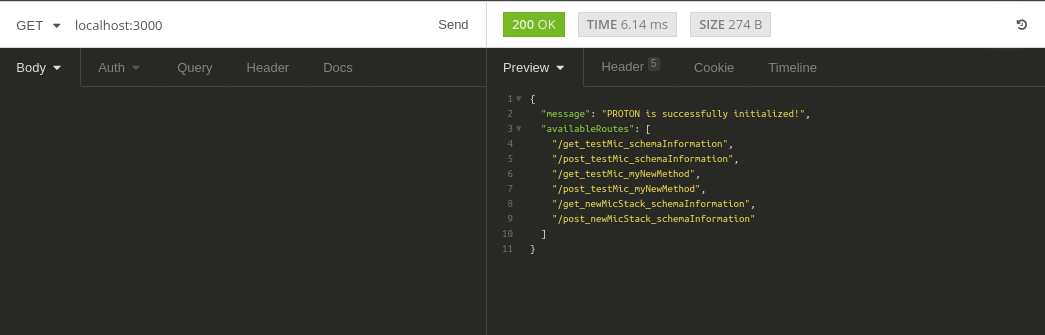 GET localhost:3000 Send 200 OK TIME 6.14 ms SIZE 274 B
Body Auth Query Header Docs Preview Header 5 Cookie Timeline
1 {
2 "message": "PROTON is successfully initialized!",
3 "availableRoutes": [
4 "/get_testMic_schemaInformation",
5 "/post_testMic_schemaInformation",
6 "/get_testMic_myNewMethod",
7 "/post_testMic_myNewMethod",
8 "/get_newMicStack_schemaInformation",
9 "/post_newMicStack_schemaInformation"
10 ]
11 }